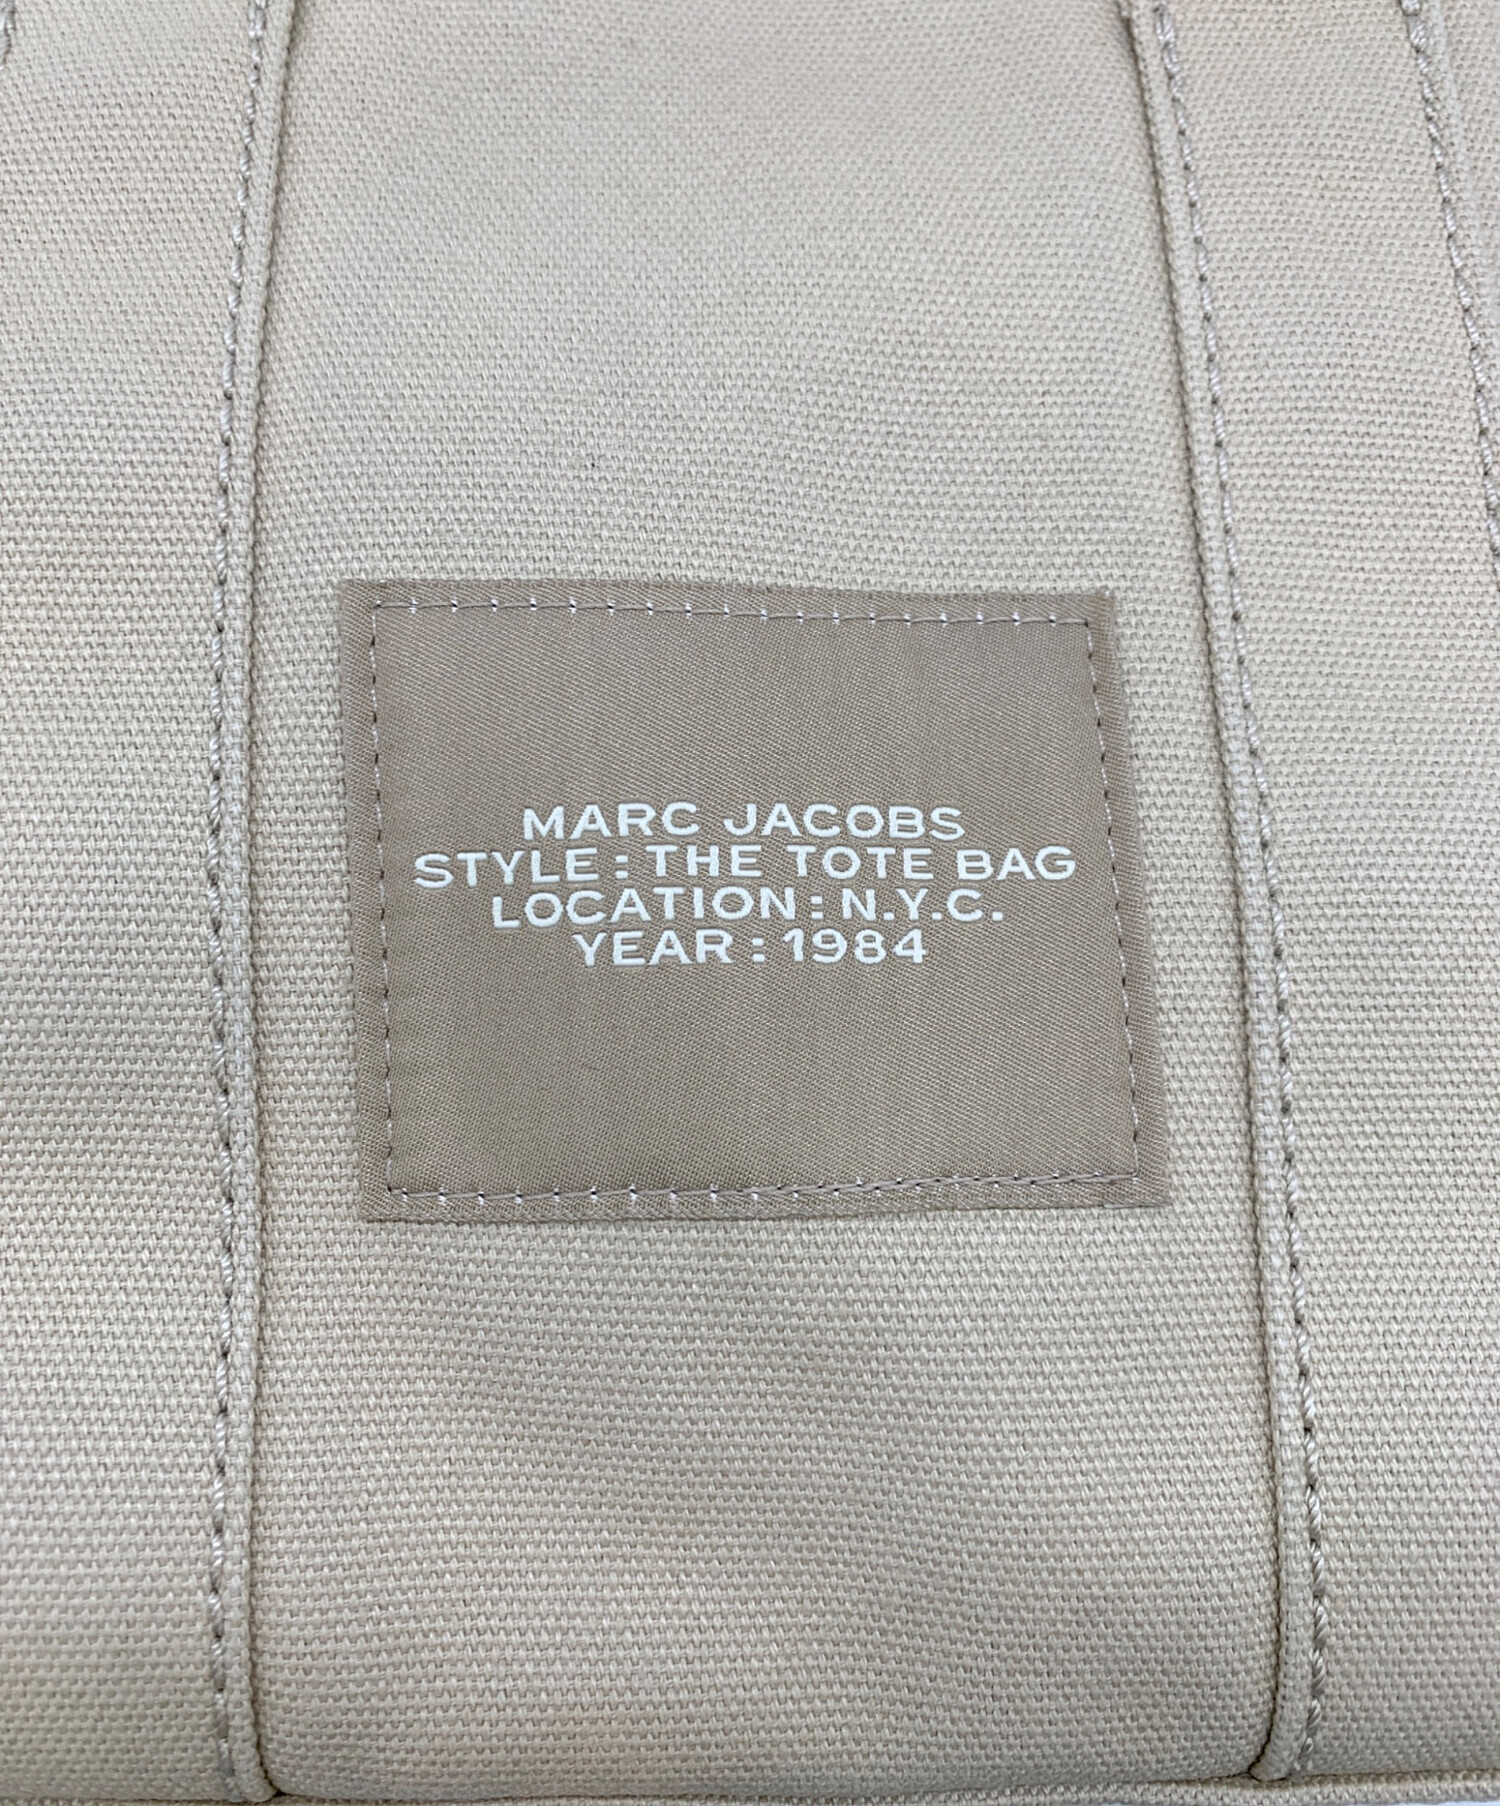 MARC JACOBS
STYLE : THE TOTE BAG
LOCATION : N.Y.C.
YEAR : 1984